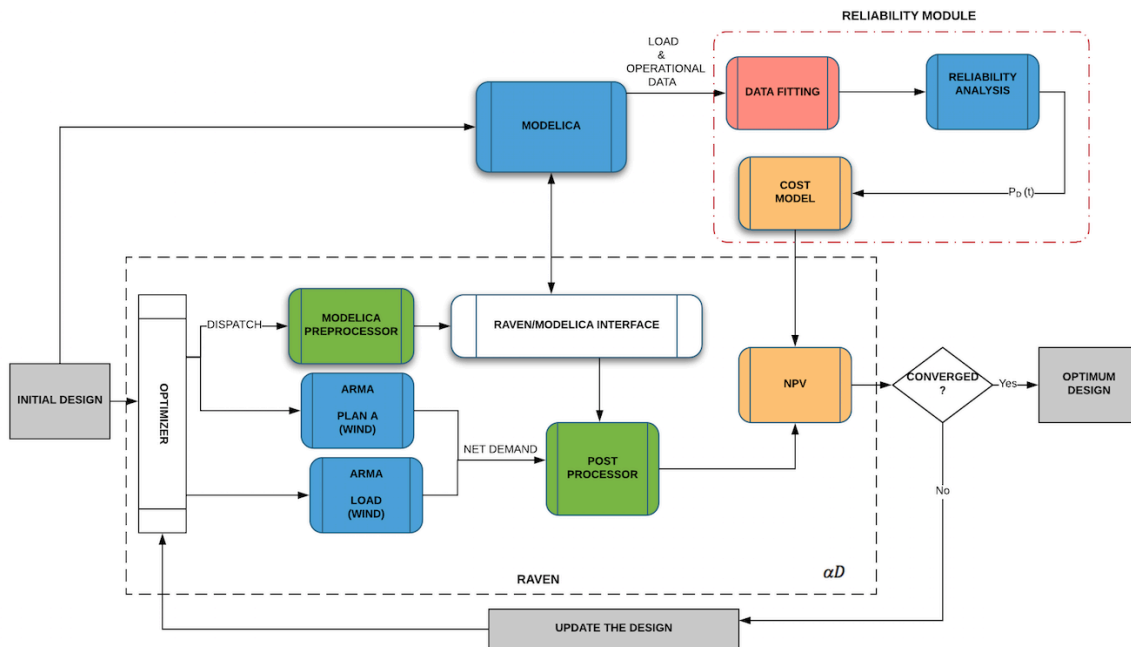 RELIABILITY MODULE
LOAD
&
OPERATIONAL
DATA
MODELICA
DATA FITTING
RELIABILITY
ANALYSIS
COST
MODEL
P_D (t)
DISPATCH
MODELICA
PREPROCESSOR
RAVEN/MODELICA INTERFACE
INITIAL DESIGN
OPTIMIZER
ARMA
PLAN A
(WIND)
NET DEMAND
ARMA
LOAD
(WIND)
POST
PROCESSOR
NPV
CONVERGED
?
Yes
OPTIMUM
DESIGN
No
RAVEN
αD
UPDATE THE DESIGN